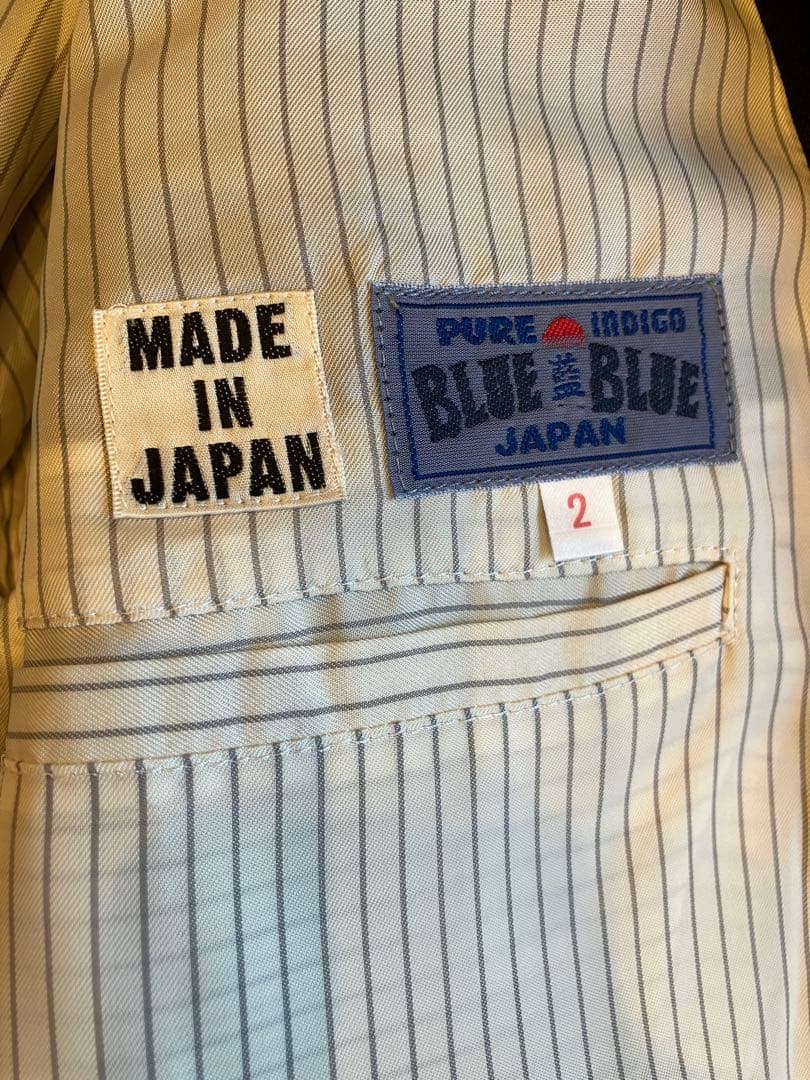 MADE
IN
JAPAN
PURE INDIGO
BLUE 藍 BLUE
JAPAN
2